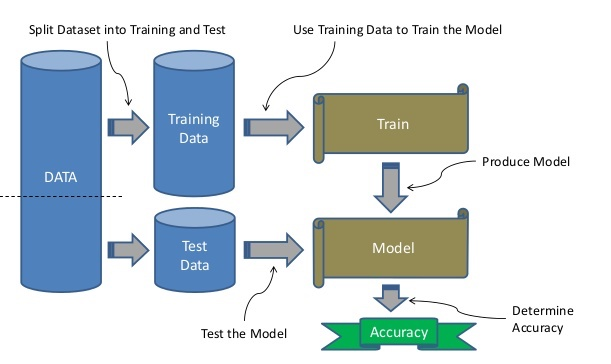 Split Dataset into Training and Test
Use Training Data to Train the Model
Training
Data
Train
DATA
Produce Model
Test
Data
Model
Test the Model
Determine
Accuracy
Accuracy